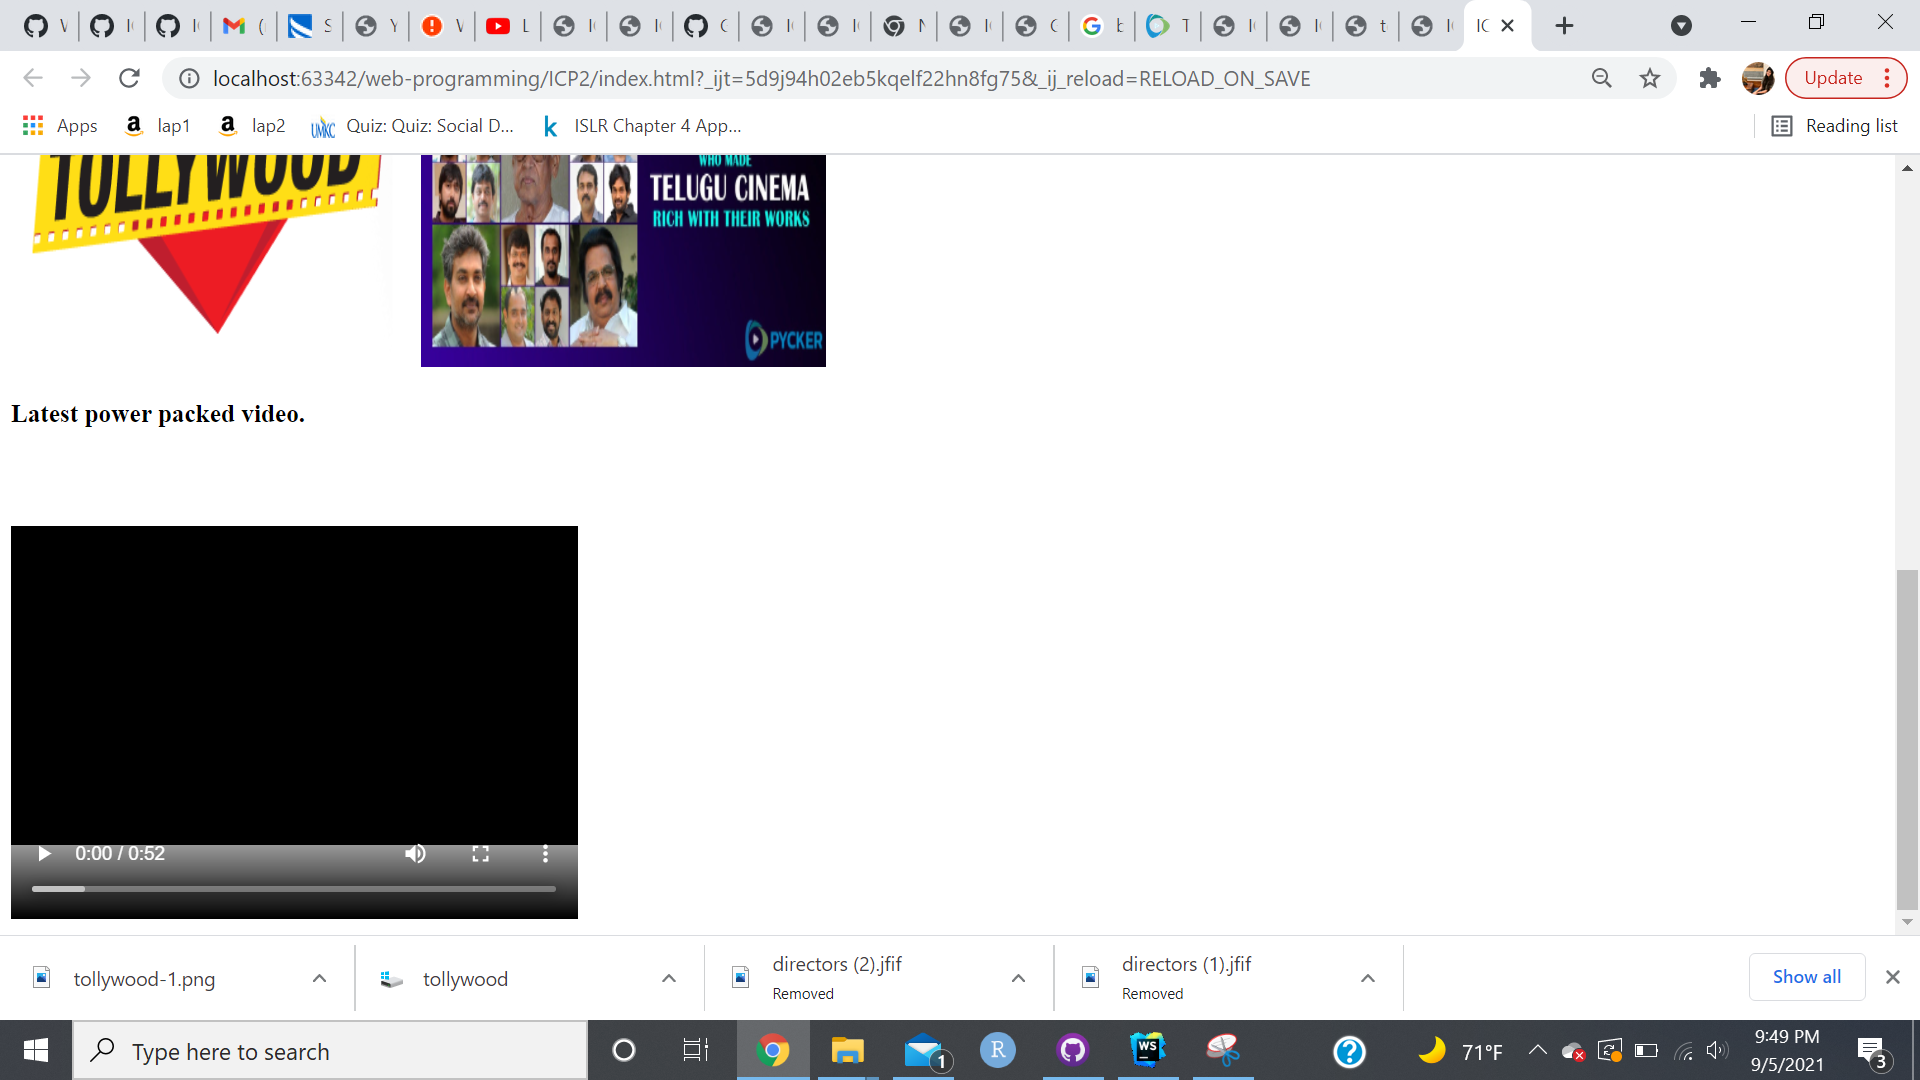 localhost:63342/web-programming/ICP2/index.html?_ijt=5d9j94h02eb5kqelf22hn8fg75&_ij_reload=RELOAD_ON_SAVE
Update
Apps
lap1
lap2
Quiz: Quiz: Social D...
ISLR Chapter 4 App...
Reading list
TOLLYWOOD
WHO MADE
TELUGU CINEMA
RICH WITH THEIR WORKS
PYCKER
Latest power packed video.
0:00 / 0:52
tollywood-1.png
tollywood
directors (2).jfif
Removed
directors (1).jfif
Removed
Show all
Type here to search
1
R
WS
71°F
9:49 PM
9/5/2021
3